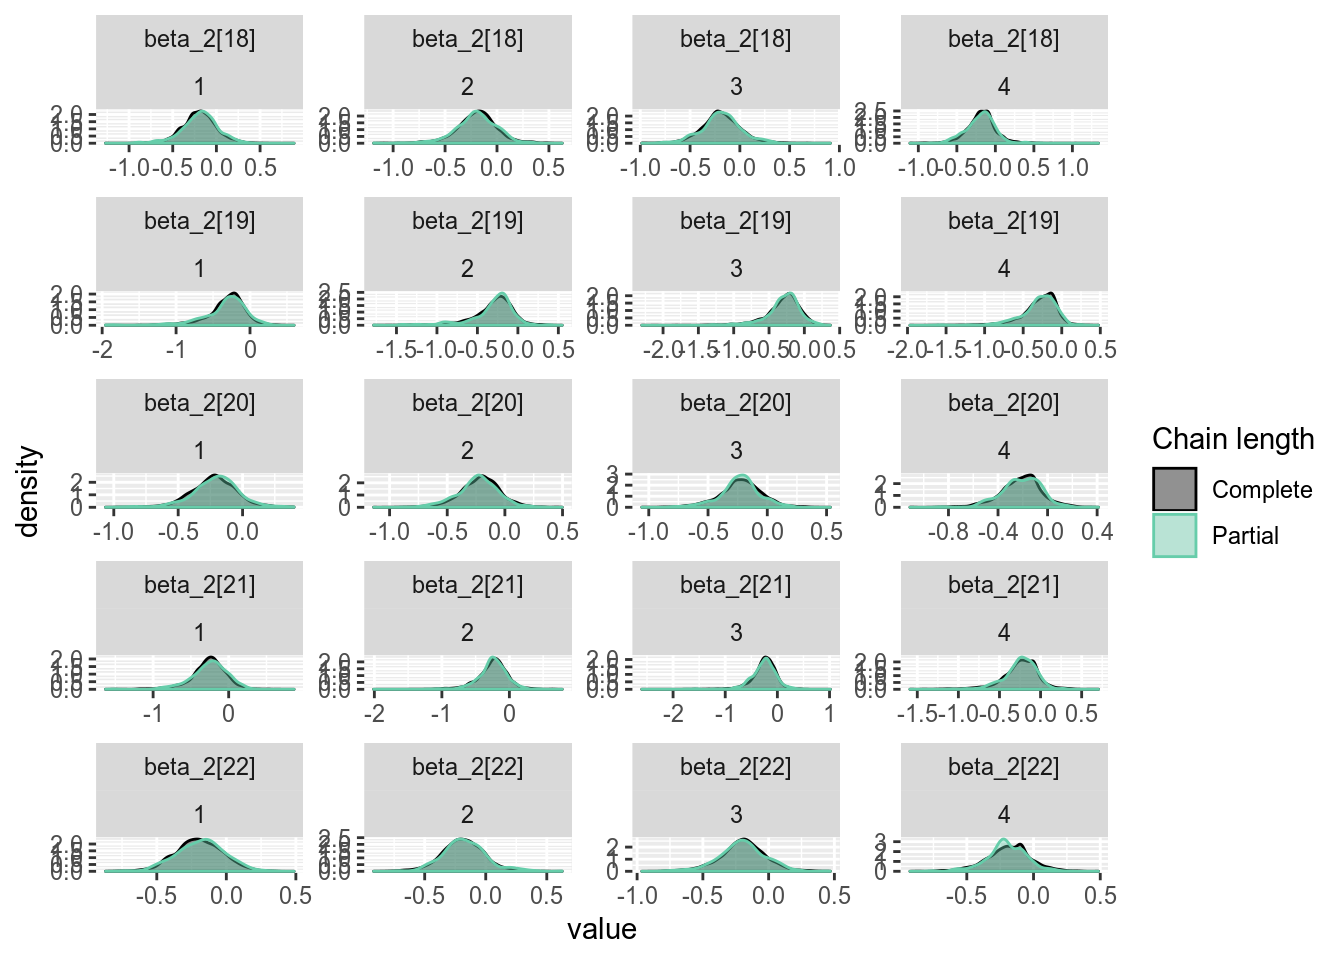 beta_2[18] beta_2[18] beta_2[18] beta_2[18]
1 2 3 4
-1.0 -0.5 0.0 0.5 -1.0 -0.5 0.0 0.5 -1.0 -0.5 0.0 0.5 1.0 -1.0 -0.5 0.0 0.5 1.0
beta_2[19] beta_2[19] beta_2[19] beta_2[19]
1 2 3 4
-2 -1 0 -1.5 -1.0 -0.5 0.0 0.5 -2.0 -1.5 -1.0 -0.5 0.0 0.5 -2.0 -1.5 -1.0 -0.5 0.0 0.5
beta_2[20] beta_2[20] beta_2[20] beta_2[20]
1 2 3 4
2 2 3 2
1 1 2 1
0 0 1 0
0
-1.0 -0.5 0.0 -1.0 -0.5 0.0 0.5 -1.0 -0.5 0.0 0.5 -0.8 -0.4 0.0 0.4
beta_2[21] beta_2[21] beta_2[21] beta_2[21]
1 2 3 4
-1 0 -2 -1 0 -2 -1 0 1 -1.5 -1.0 -0.5 0.0 0.5
beta_2[22] beta_2[22] beta_2[22] beta_2[22]
1 2 3 4
2 3
1 2
0 1
0
-0.5 0.0 0.5 -0.5 0.0 0.5 -1.0 -0.5 0.0 0.5 -0.5 0.0 0.5
value
density
Chain length
Complete
Partial